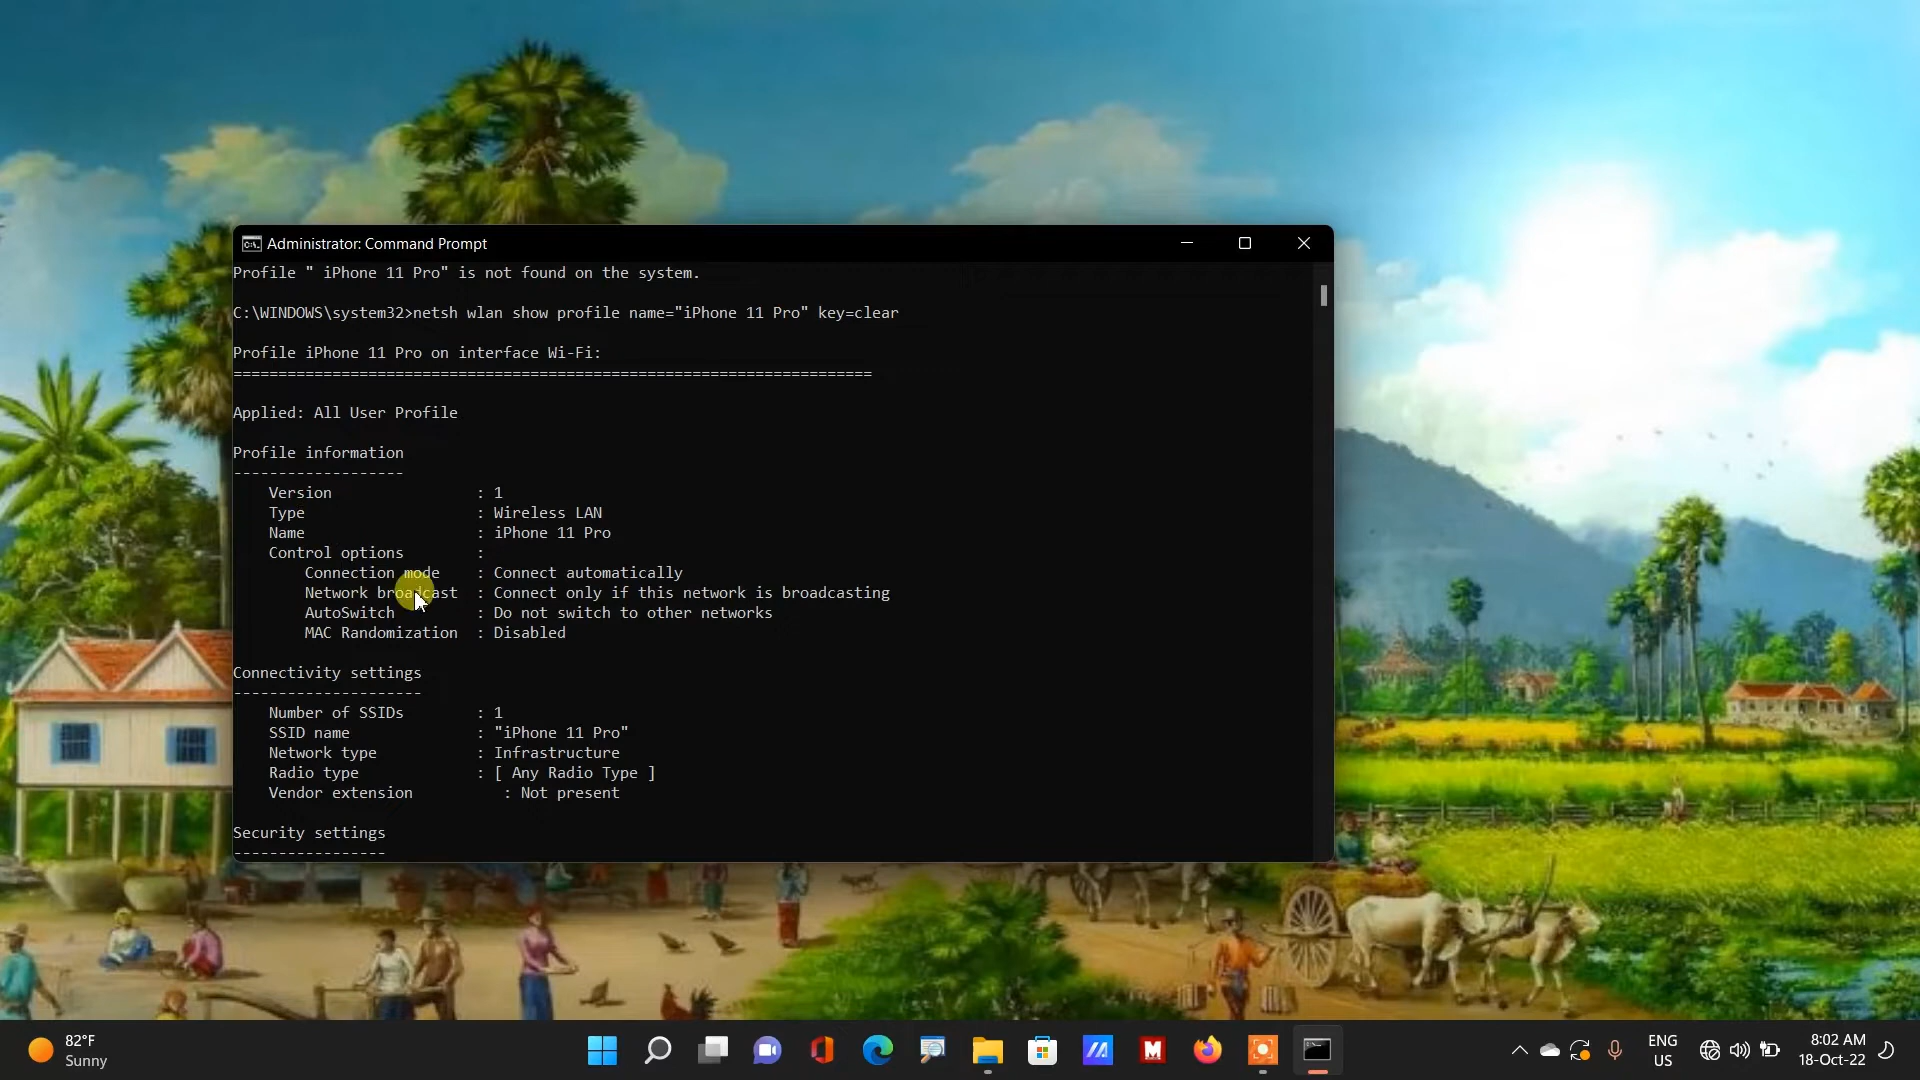 Administrator: Command Prompt
Profile " iPhone 11 Pro" is not found on the system.
C:\WINDOWS\system32>netsh wlan show profile name="iPhone 11 Pro" key=clear
Profile iPhone 11 Pro on interface Wi-Fi:
=======================================================================
Applied: All User Profile
Profile information
-------------------
Version : 1
Type : Wireless LAN
Name : iPhone 11 Pro
Control options :
Connection mode : Connect automatically
Network broadcast : Connect only if this network is broadcasting
AutoSwitch : Do not switch to other networks
MAC Randomization : Disabled
Connectivity settings
---------------------
Number of SSIDs : 1
SSID name : "iPhone 11 Pro"
Network type : Infrastructure
Radio type : [ Any Radio Type ]
Vendor extension : Not present
Security settings
-----------------
82°F
Sunny
ENG
US
8:02 AM
18-Oct-22